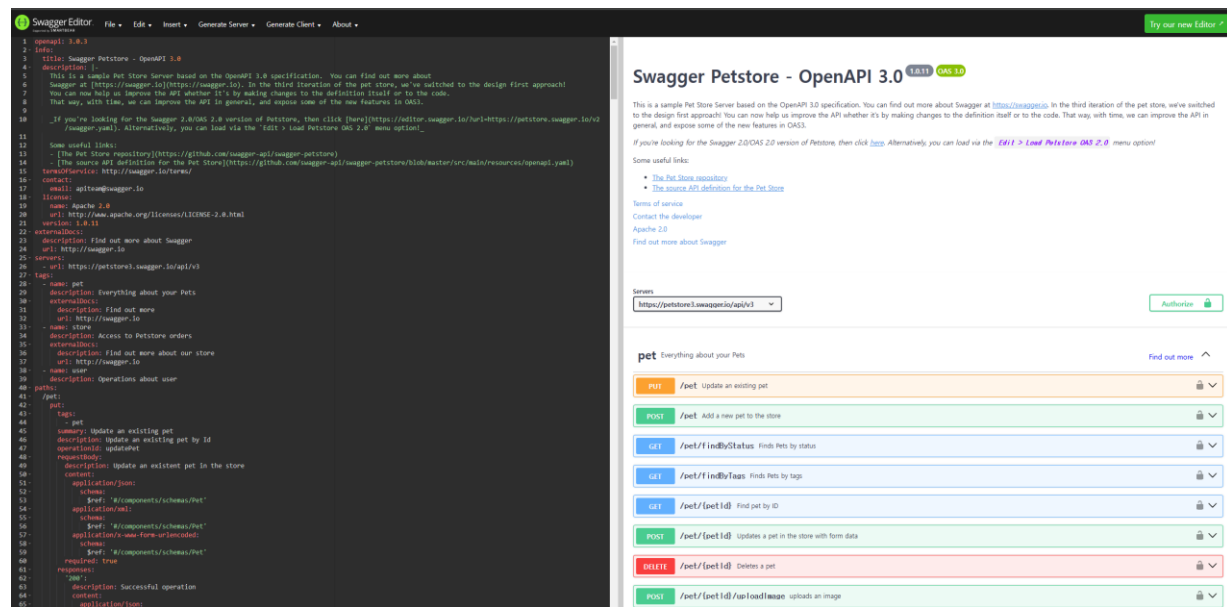 Swagger Editor
File
Edit
Insert
Generate Server
Generate Client
About
Try our new Editor
1 openapi: 3.0.3
2 info:
3 title: Swagger Petstore - OpenAPI 3.0
4 description: |-
5 This is a sample Pet Store Server based on the OpenAPI 3.0 specification. You can find out more about
6 Swagger at [https://swagger.io](https://swagger.io). In the third iteration of the pet store, we've switched to the design first approach!
7 You can now help us improve the API whether it's by making changes to the definition itself or to the code.
8 That way, with time, we can improve the API in general, and expose some of the new features in OAS3.
9
10 _If you're looking for the Swagger 2.0/OAS 2.0 version of Petstore, then click [here](https://editor.swagger.io/?url=https://petstore.swagger.io/v2
/swagger.yaml). Alternatively, you can load via the `Edit > Load Petstore OAS 2.0` menu option!_
11
12 Some useful links:
13 - [The Pet Store repository](https://github.com/swagger-api/swagger-petstore)
14 - [The source API definition for the Pet Store](https://github.com/swagger-api/swagger-petstore/blob/master/src/main/resources/openapi.yaml)
15 termsOfService: http://swagger.io/terms/
16 contact:
17 email: apiteam@swagger.io
18 license:
19 name: Apache 2.0
20 url: http://www.apache.org/licenses/LICENSE-2.0.html
21 version: 1.0.11
22 externalDocs:
23 description: Find out more about Swagger
24 url: http://swagger.io
25 servers:
26 - url: https://petstore3.swagger.io/api/v3
27 tags:
28 - name: pet
29 description: Everything about your Pets
30 externalDocs:
31 description: Find out more
32 url: http://swagger.io
33 - name: store
34 description: Access to Petstore orders
35 externalDocs:
36 description: Find out more about our store
37 url: http://swagger.io
38 - name: user
39 description: Operations about user
40 paths:
41 /pet:
42 put:
43 tags:
44 - pet
45 summary: Update an existing pet
46 description: Update an existing pet by Id
47 operationId: updatePet
48 requestBody:
49 description: Update an existent pet in the store
50 content:
51 application/json:
52 schema:
53 $ref: '#/components/schemas/Pet'
54 application/xml:
55 schema:
56 $ref: '#/components/schemas/Pet'
57 application/x-www-form-urlencoded:
58 schema:
59 $ref: '#/components/schemas/Pet'
60 required: true
61 responses:
62 '200':
63 description: Successful operation
64 content:
65 application/json:
Swagger Petstore - OpenAPI 3.0 1.0.11 OAS 3.0
This is a sample Pet Store Server based on the OpenAPI 3.0 specification. You can find out more about Swagger at https://swagger.io. In the third iteration of the pet store, we've switched
to the design first approach! You can now help us improve the API whether it's by making changes to the definition itself or to the code. That way, with time, we can improve the API in
general, and expose some of the new features in OAS3.
If you're looking for the Swagger 2.0/OAS 2.0 version of Petstore, then click here. Alternatively, you can load via the Edit > Load Petstore OAS 2.0 menu option!
Some useful links:
The Pet Store repository
The source API definition for the Pet Store
Terms of service
Contact the developer
Apache 2.0
Find out more about Swagger
Servers
https://petstore3.swagger.io/api/v3
Authorize
pet Everything about your Pets
Find out more
PUT /pet Update an existing pet
POST /pet Add a new pet to the store
GET /pet/findByStatus Finds Pets by status
GET /pet/findByTags Finds Pets by tags
GET /pet/{petId} Find pet by ID
POST /pet/{petId} Updates a pet in the store with form data
DELETE /pet/{petId} Deletes a pet
POST /pet/{petId}/uploadImage uploads an image